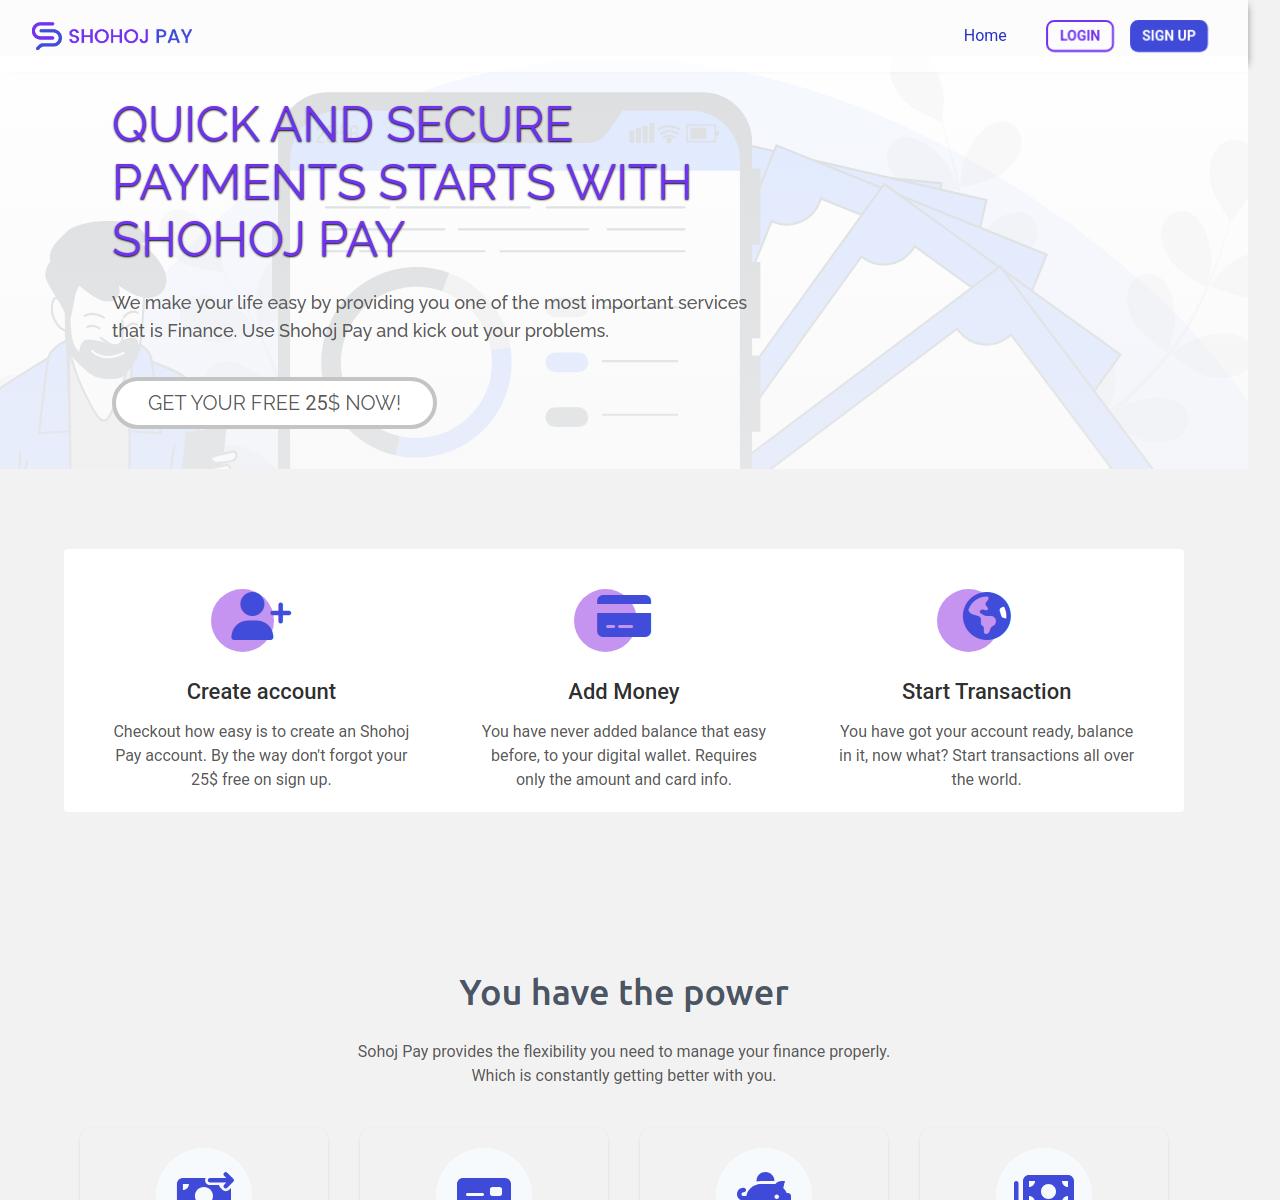 SHOHOJ PAY
Home
LOGIN
SIGN UP
QUICK AND SECURE
PAYMENTS STARTS WITH
SHOHOJ PAY
We make your life easy by providing you one of the most important services
that is Finance. Use Shohoj Pay and kick out your problems.
GET YOUR FREE 25$ NOW!
Create account
Checkout how easy is to create an Shohoj
Pay account. By the way don't forgot your
25$ free on sign up.
Add Money
You have never added balance that easy
before, to your digital wallet. Requires
only the amount and card info.
Start Transaction
You have got your account ready, balance
in it, now what? Start transactions all over
the world.
You have the power
Sohoj Pay provides the flexibility you need to manage your finance properly.
Which is constantly getting better with you.